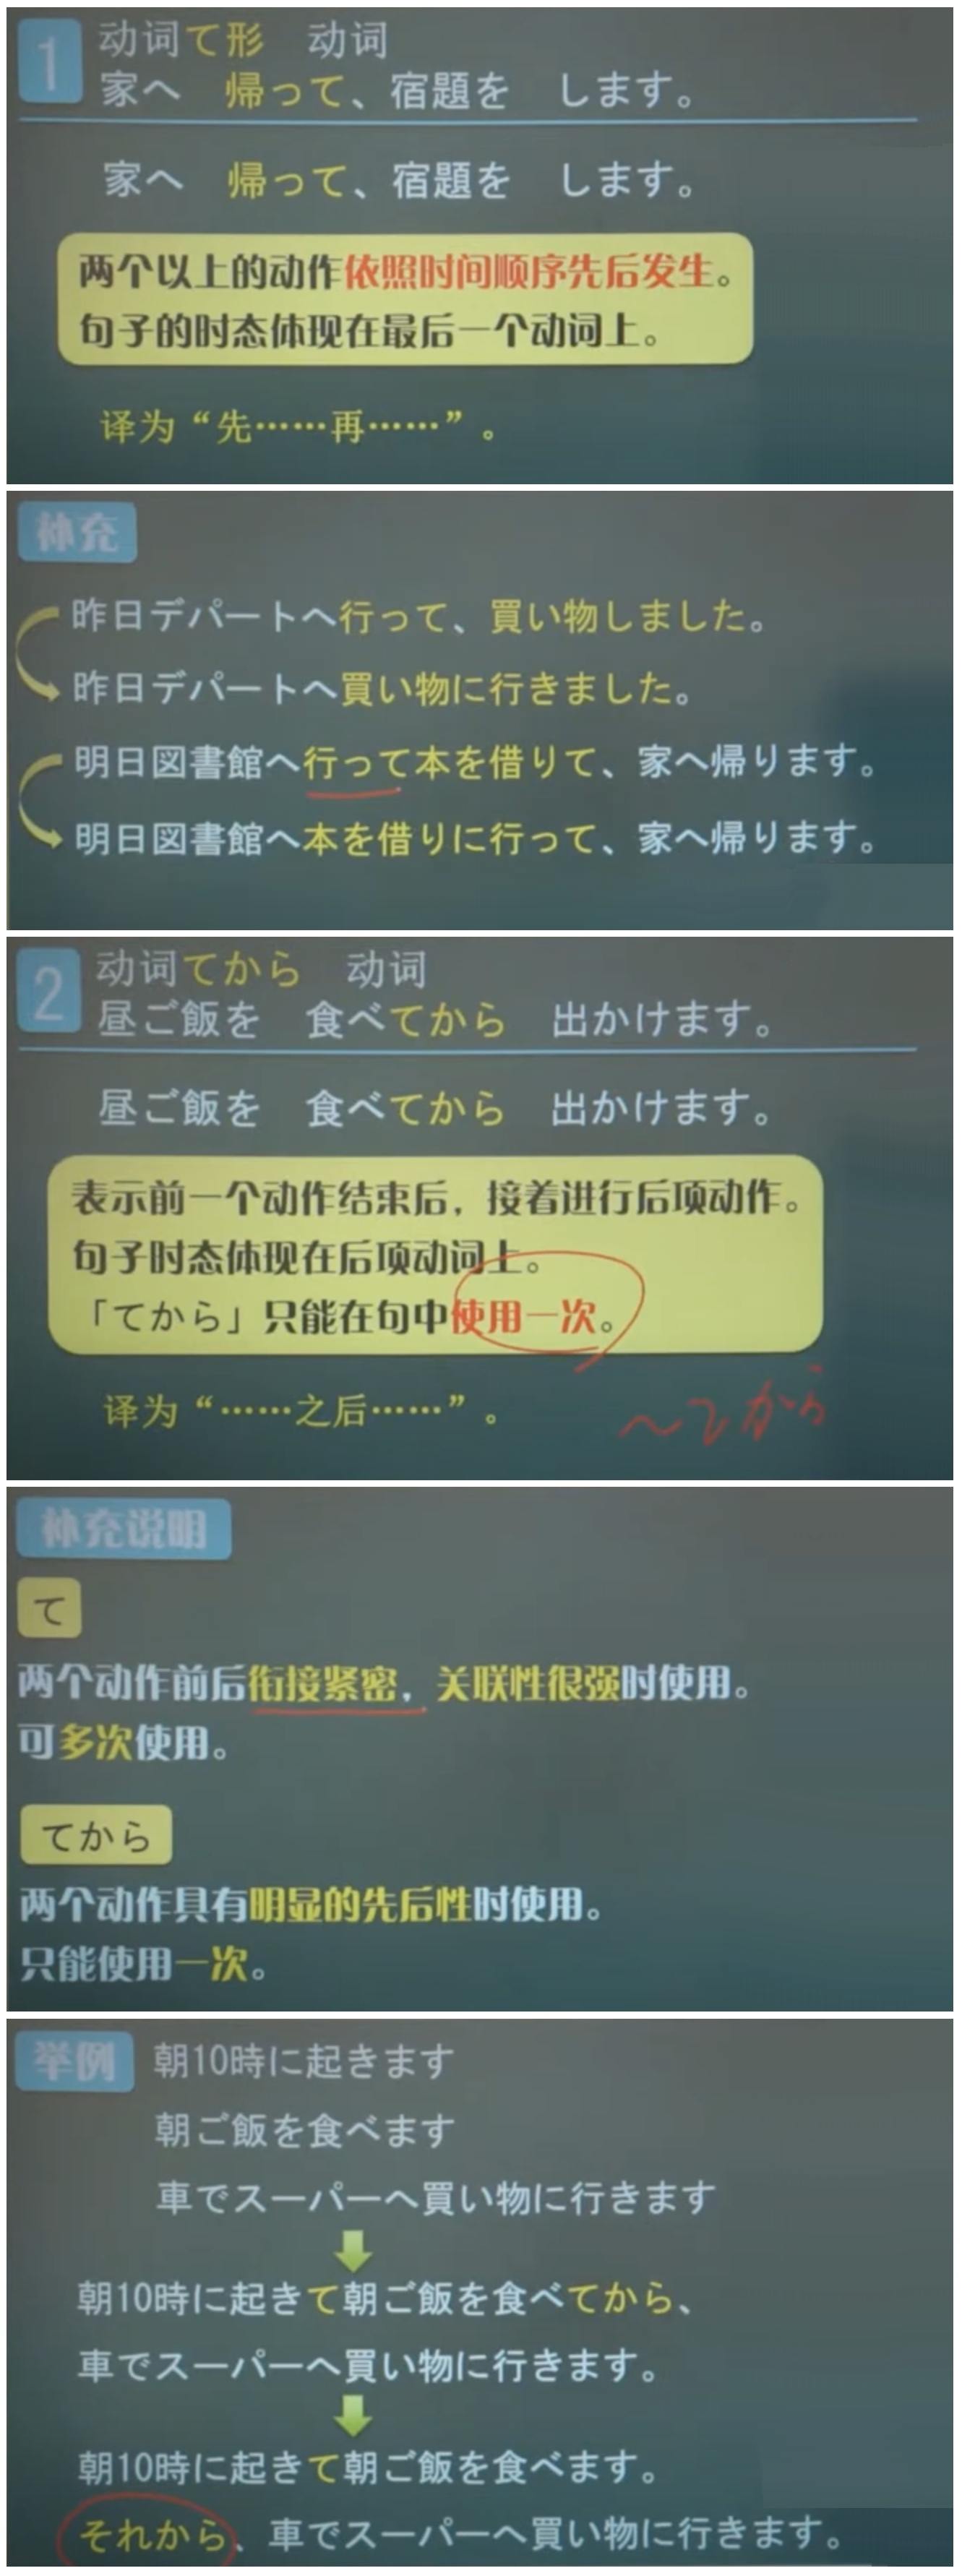 1
动词て形　动词
家へ　帰って、宿題を　します。
家へ　帰って、宿題を　します。
两个以上的动作依照时间顺序先后发生。
句子的时态体现在最后一个动词上。
译为“先……再……”。
补充
昨日デパートへ行って、買い物しました。
昨日デパートへ買い物に行きました。
明日図書館へ行って本を借りて、家へ帰ります。
明日図書館へ本を借りに行って、家へ帰ります。
2
动词てから　动词
昼ご飯を　食べてから　出かけます。
昼ご飯を　食べてから　出かけます。
表示前一个动作结束后，接着进行后项动作。
句子时态体现在后项动词上。
「てから」只能在句中使用一次。
译为“……之后……”。
～てから
补充说明
て
两个动作前后衔接紧密，关联性很强时使用。
可多次使用。
てから
两个动作具有明显的先后性时使用。
只能使用一次。
举例
朝10時に起きます
朝ご飯を食べます
車でスーパーへ買い物に行きます
朝10時に起きて朝ご飯を食べてから、
車でスーパーへ買い物に行きます。
朝10時に起きて朝ご飯を食べます。
それから、車でスーパーへ買い物に行きます。